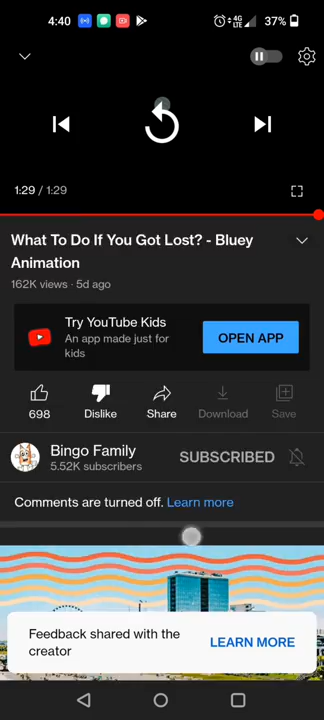 4:40
4G
37%
1:29 / 1:29
What To Do If You Got Lost? - Bluey
Animation
162K views · 5d ago
Try YouTube Kids
An app made just for
kids
OPEN APP
698
Dislike
Share
Download
Save
Bingo Family
5.52K subscribers
SUBSCRIBED
Comments are turned off. Learn more
Feedback shared with the
creator
LEARN MORE